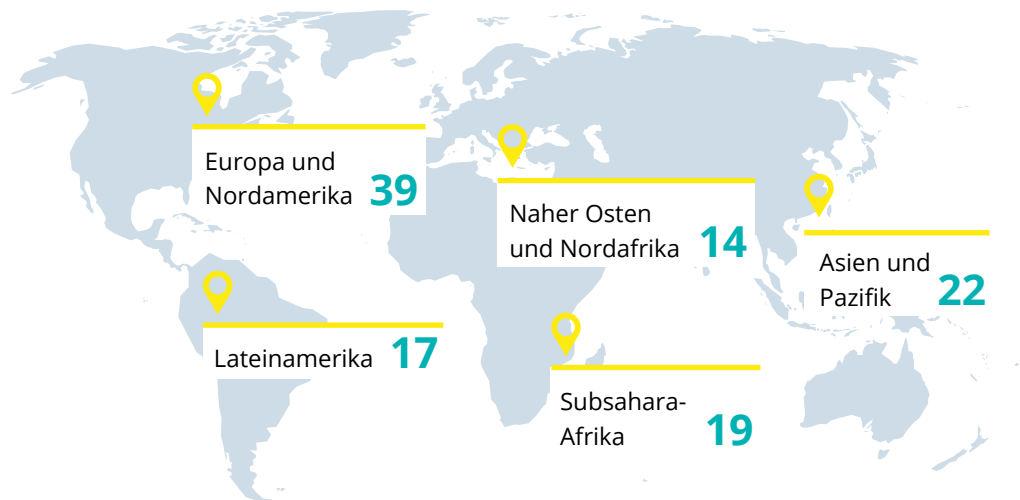 Europa und
Nordamerika 39
Naher Osten
und Nordafrika 14
Asien und
Pazifik 22
Lateinamerika 17
Subsahara-
Afrika 19